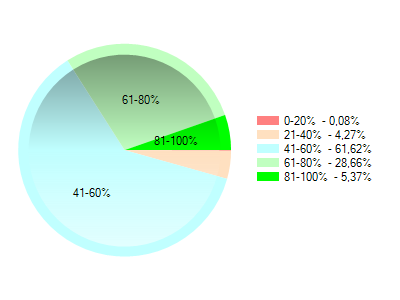 61-80%
81-100%
41-60%
0-20% - 0,08%
21-40% - 4,27%
41-60% - 61,62%
61-80% - 28,66%
81-100% - 5,37%